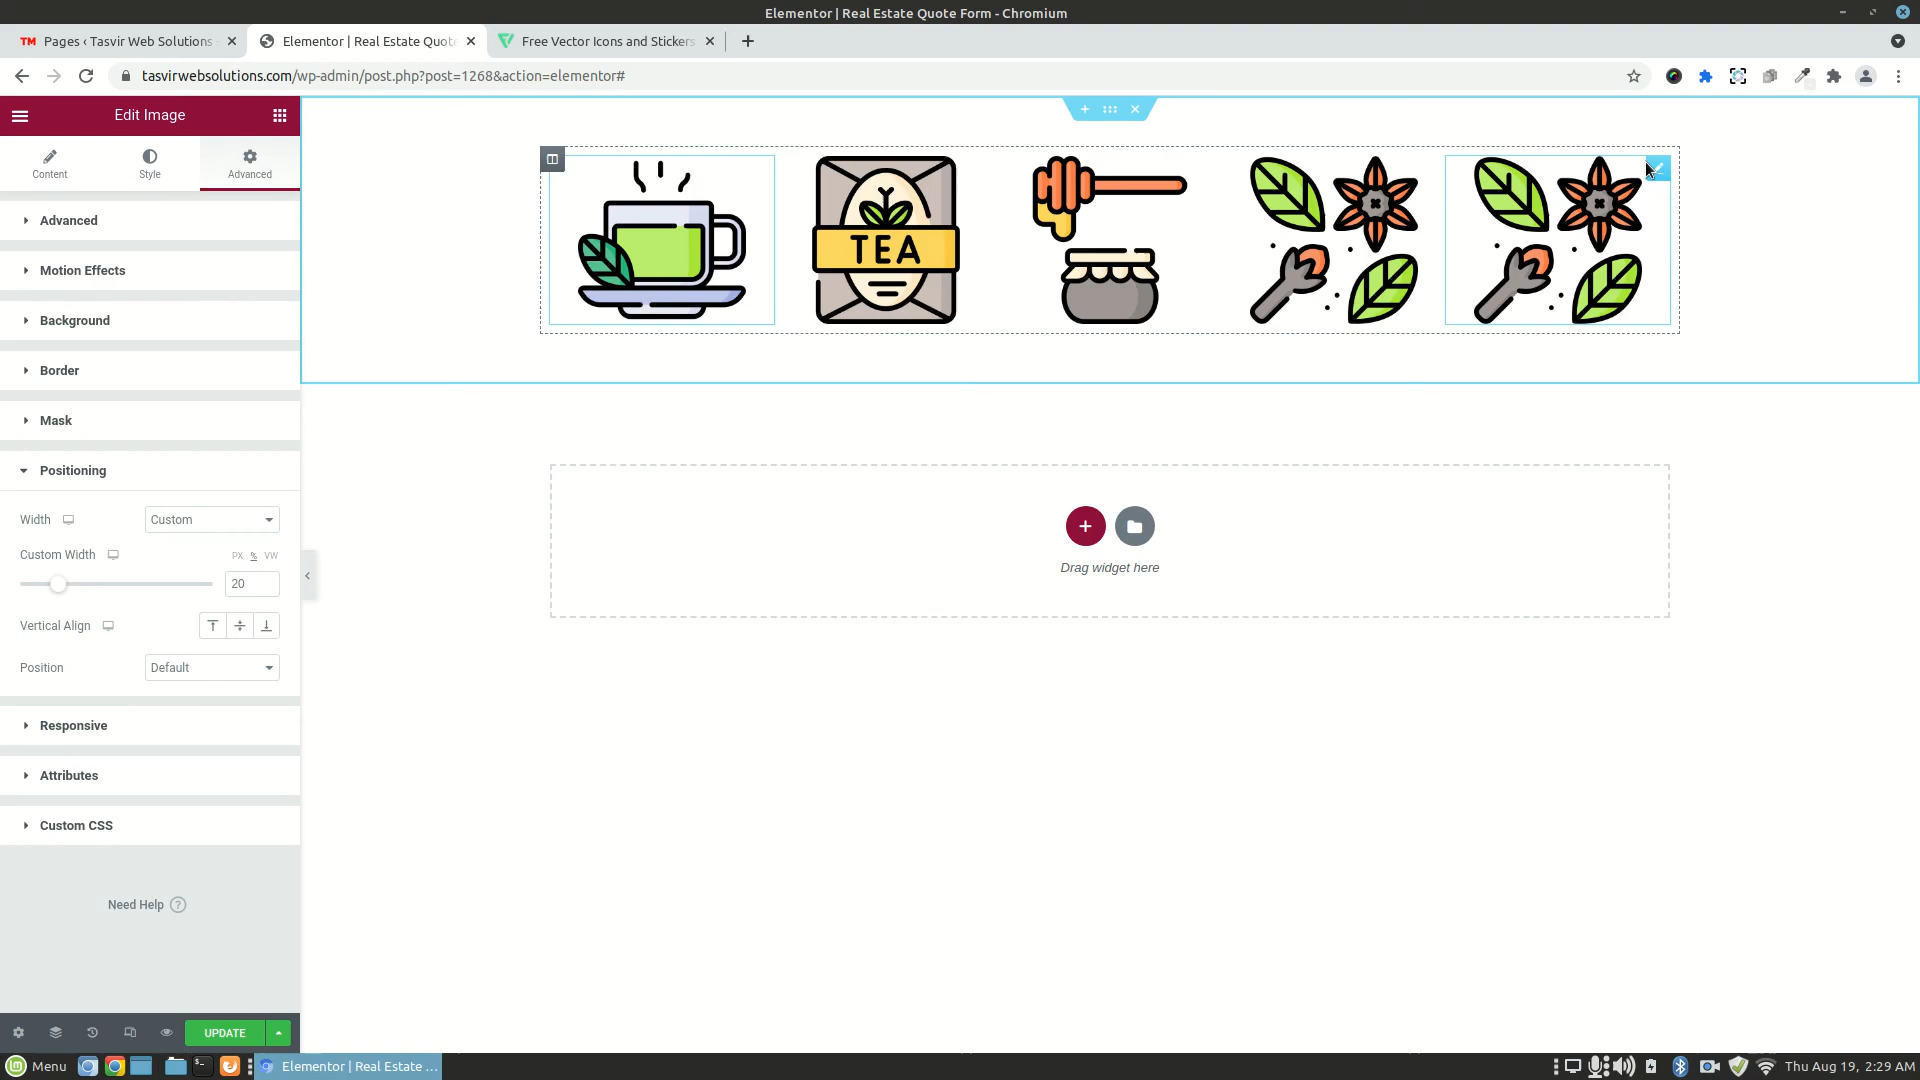 Elementor | Real Estate Quote Form - Chromium
TM Pages ‹ Tasvir Web Solutions
Elementor | Real Estate Quote
Free Vector Icons and Stickers
tasvirwebsolutions.com/wp-admin/post.php?post=1268&action=elementor#
Edit Image
Content
Style
Advanced
Advanced
Motion Effects
Background
Border
Mask
Positioning
Width
Custom
Custom Width
PX % VW
20
Vertical Align
Position
Default
Responsive
Attributes
Custom CSS
Need Help ?
UPDATE
TEA
Drag widget here
Menu
Elementor | Real Estate ...
Thu Aug 19, 2:29 AM